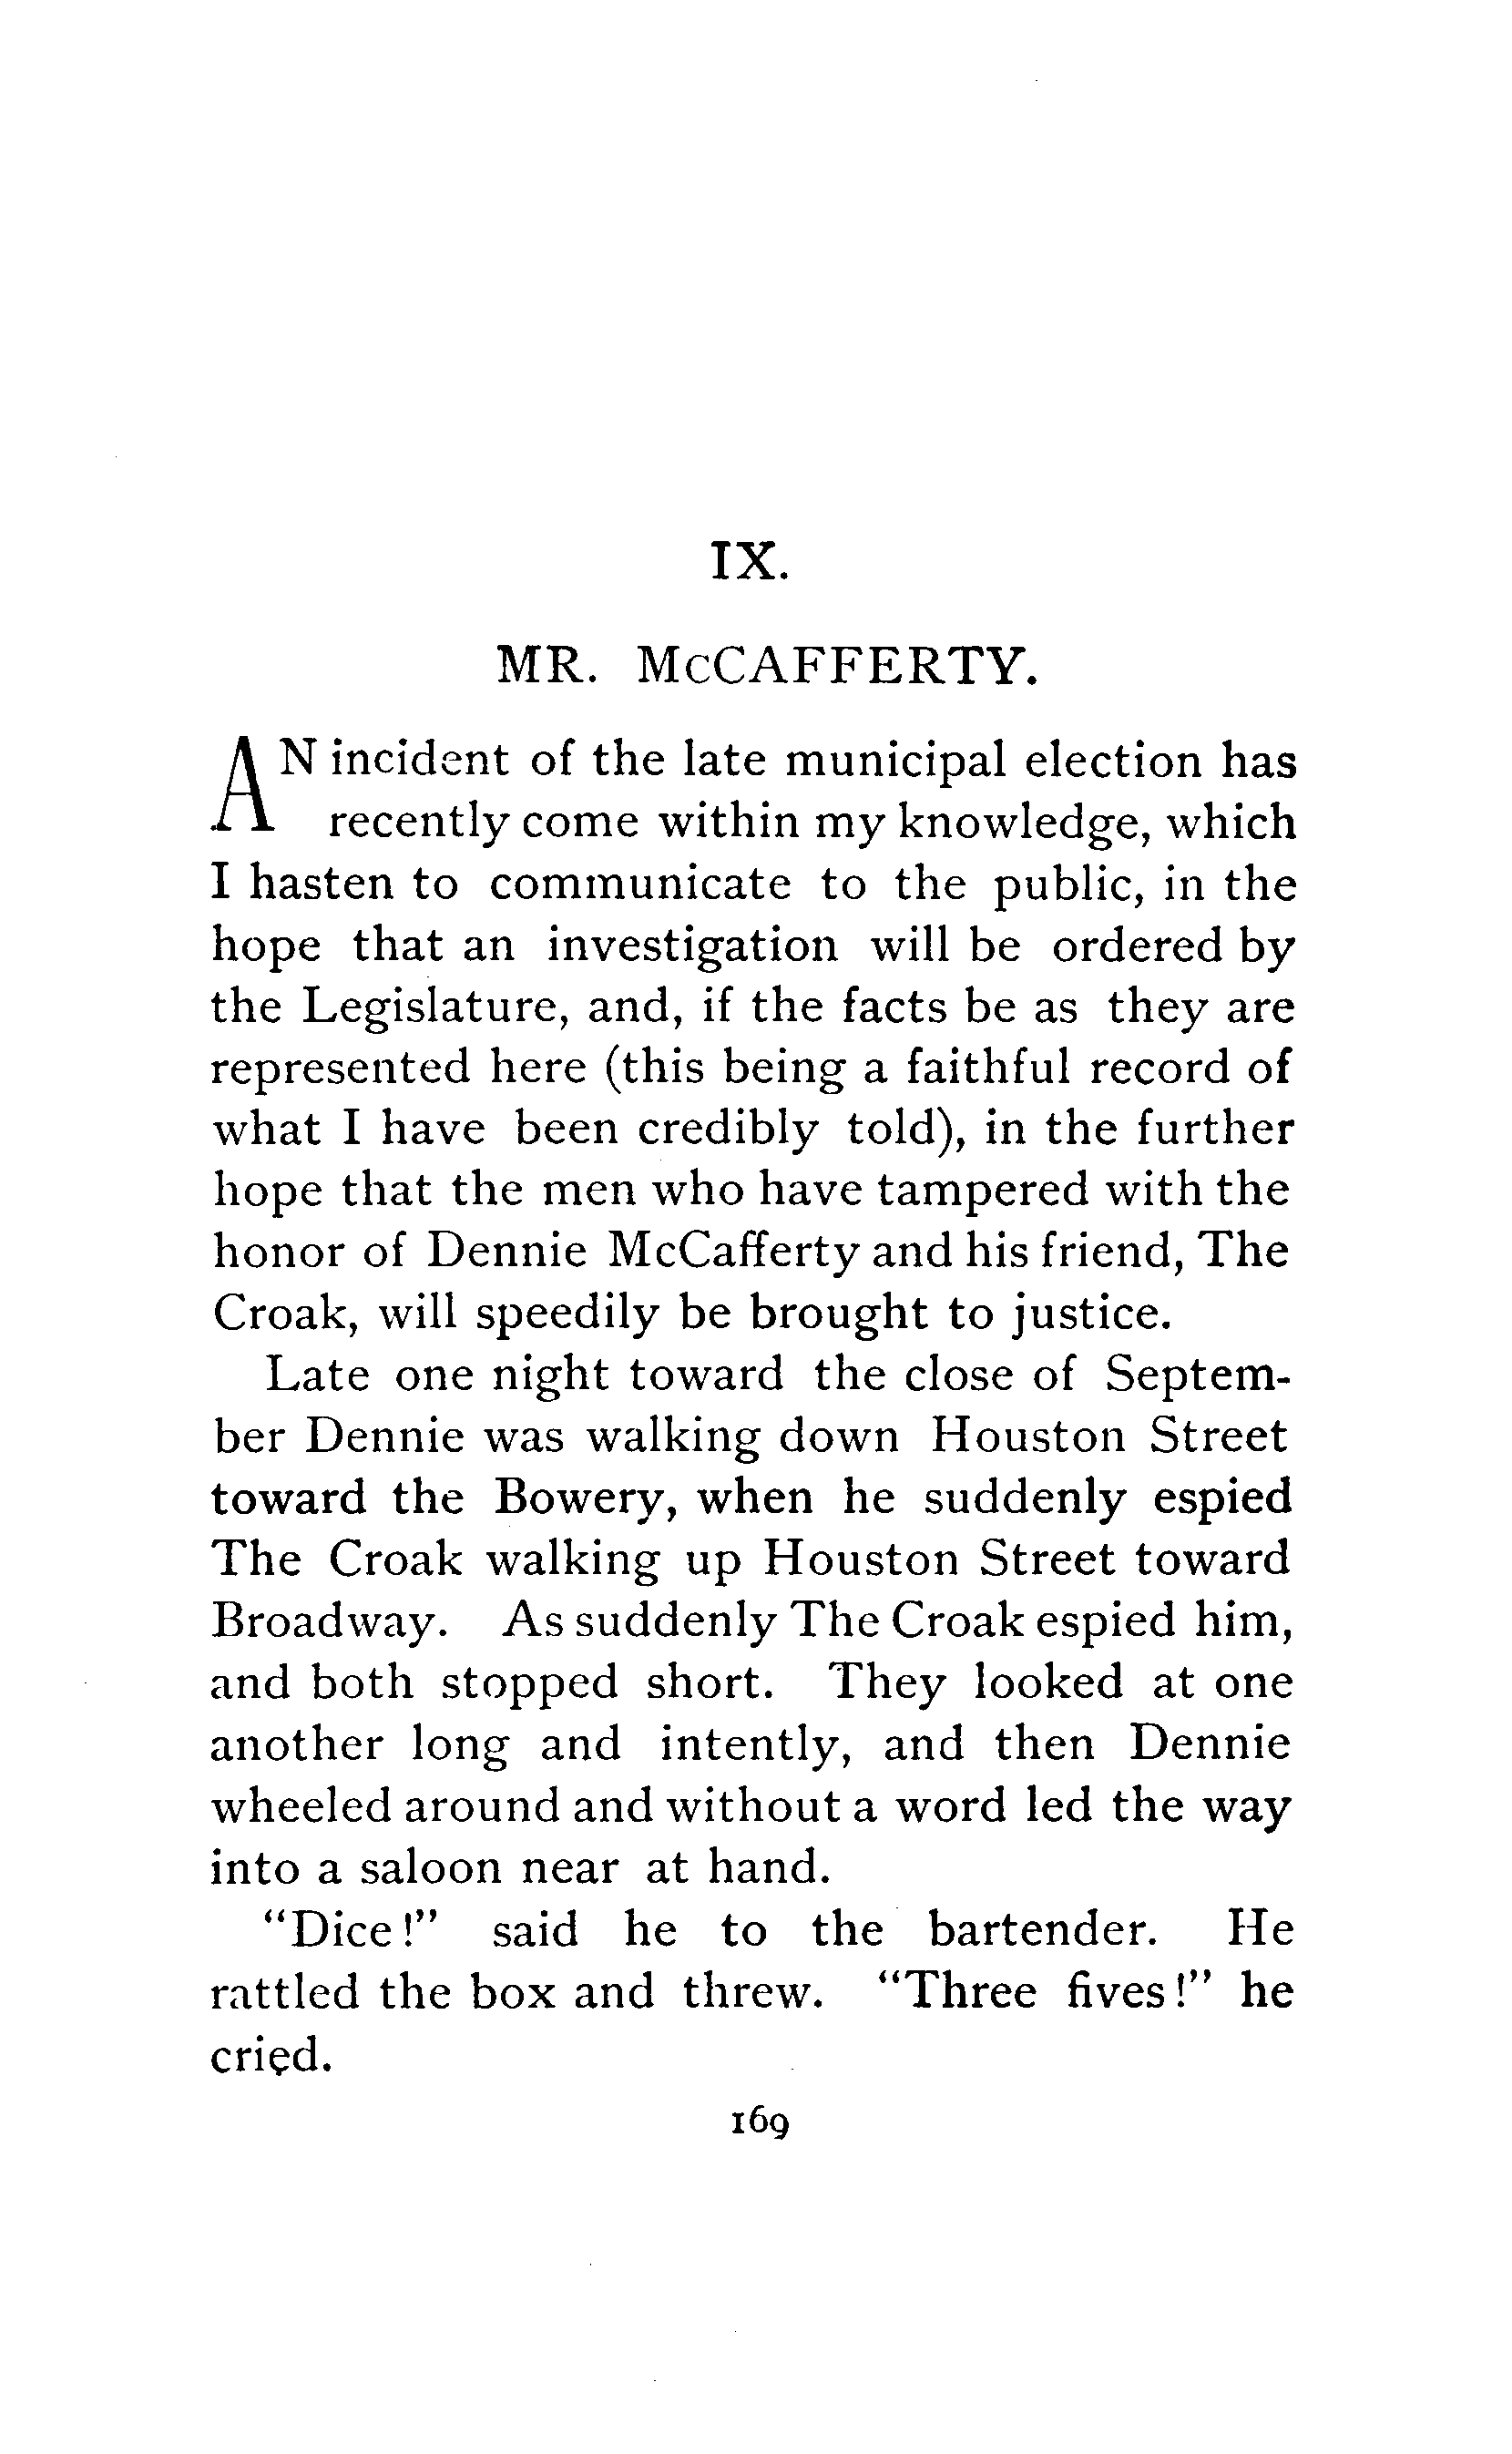 IX.
MR. McCAFFERTY.
AN incident of the late municipal election has
recently come within my knowledge, which
I hasten to communicate to the public, in the
hope that an investigation will be ordered by
the Legislature, and, if the facts be as they are
represented here (this being a faithful record of
what I have been credibly told), in the further
hope that the men who have tampered with the
honor of Dennie McCafferty and his friend, The
Croak, will speedily be brought to justice.
Late one night toward the close of Septem-
ber Dennie was walking down Houston Street
toward the Bowery, when he suddenly espied
The Croak walking up Houston Street toward
Broadway. As suddenly The Croak espied him,
and both stopped short. They looked at one
another long and intently, and then Dennie
wheeled around and without a word led the way
into a saloon near at hand.
"Dice!" said he to the bartender. He
rattled the box and threw. "Three fives!" he
cried.
169